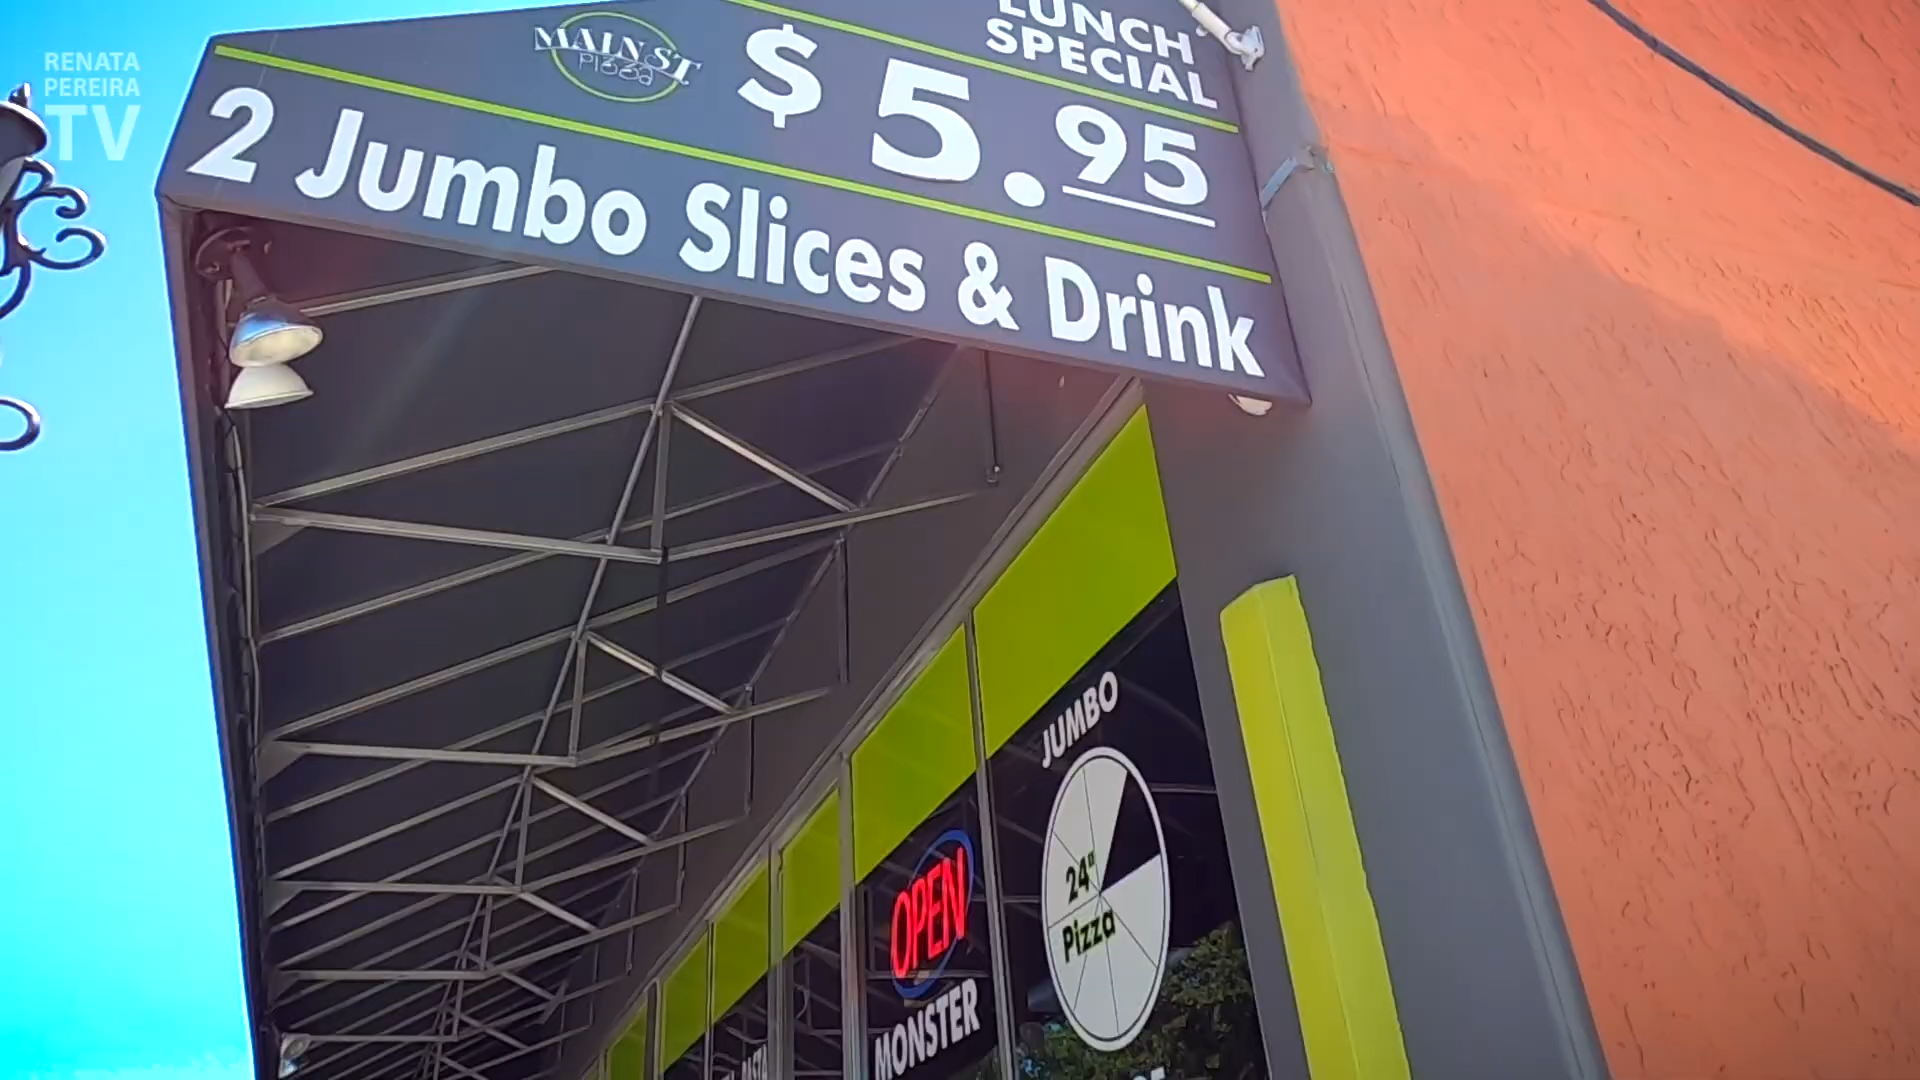 RENATA
PEREIRA
TV
MAIN ST
Pizza
$5.95
LUNCH
SPECIAL
2 Jumbo Slices & Drink
JUMBO
24"
Pizza
OPEN
MONSTER